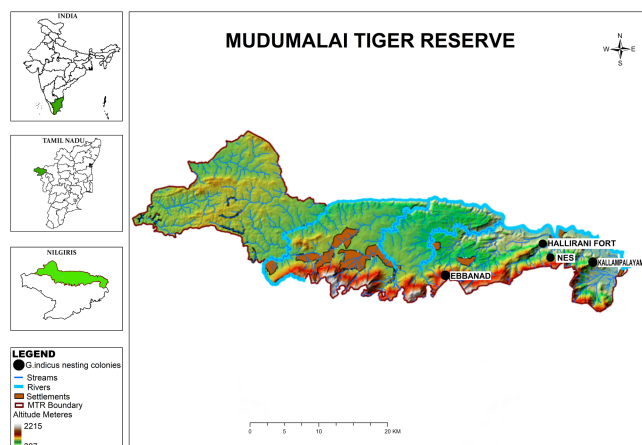 INDIA
MUDUMALAI TIGER RESERVE
N
W
E
S
TAMIL NADU
NILGIRIS
HALLIRANI FORT
NES
KALLAMPALAYAM
EBBANAD
LEGEND
G.indicus nesting colonies
Streams
Rivers
Settlements
MTR Boundary
Altitude Meteres
2215
0 5 10 20 KM